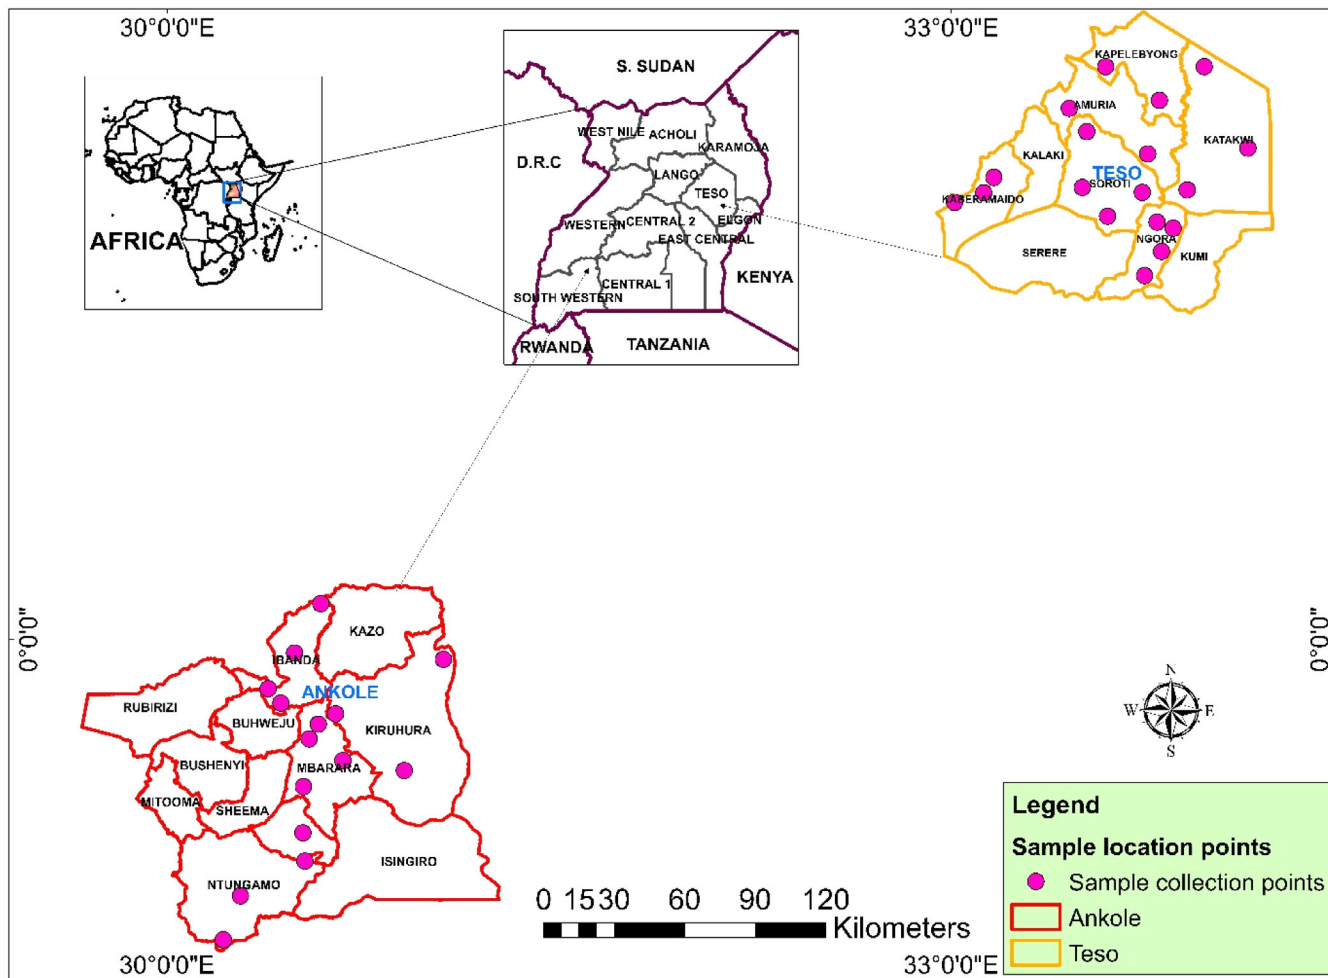 30°0'0"E
33°0'0"E
AFRICA
S. SUDAN
WEST NILE
ACHOLI
KARAMOJA
D.R.C
LANGO
TESO
WESTERN
CENTRAL 2
ELGON
EAST CENTRAL
KENYA
SOUTH WESTERN
CENTRAL 1
RWANDA
TANZANIA
KAPELEBYONG
AMURIA
KATAKWI
KALAKI
TESO
SOROTI
KABERAMAIDO
NGORA
SERERE
KUMI
0°0'0"
0°0'0"
KAZO
IBANDA
ANKOLE
RUBIRIZI
BUHWEJU
KIRUHURA
BUSHENYI
MBARARA
MITOOMA
SHEEMA
ISINGIRO
NTUNGAMO
N
W E
S
0 1530 60 90 120
Kilometers
Legend
Sample location points
Sample collection points
Ankole
Teso
30°0'0"E
33°0'0"E